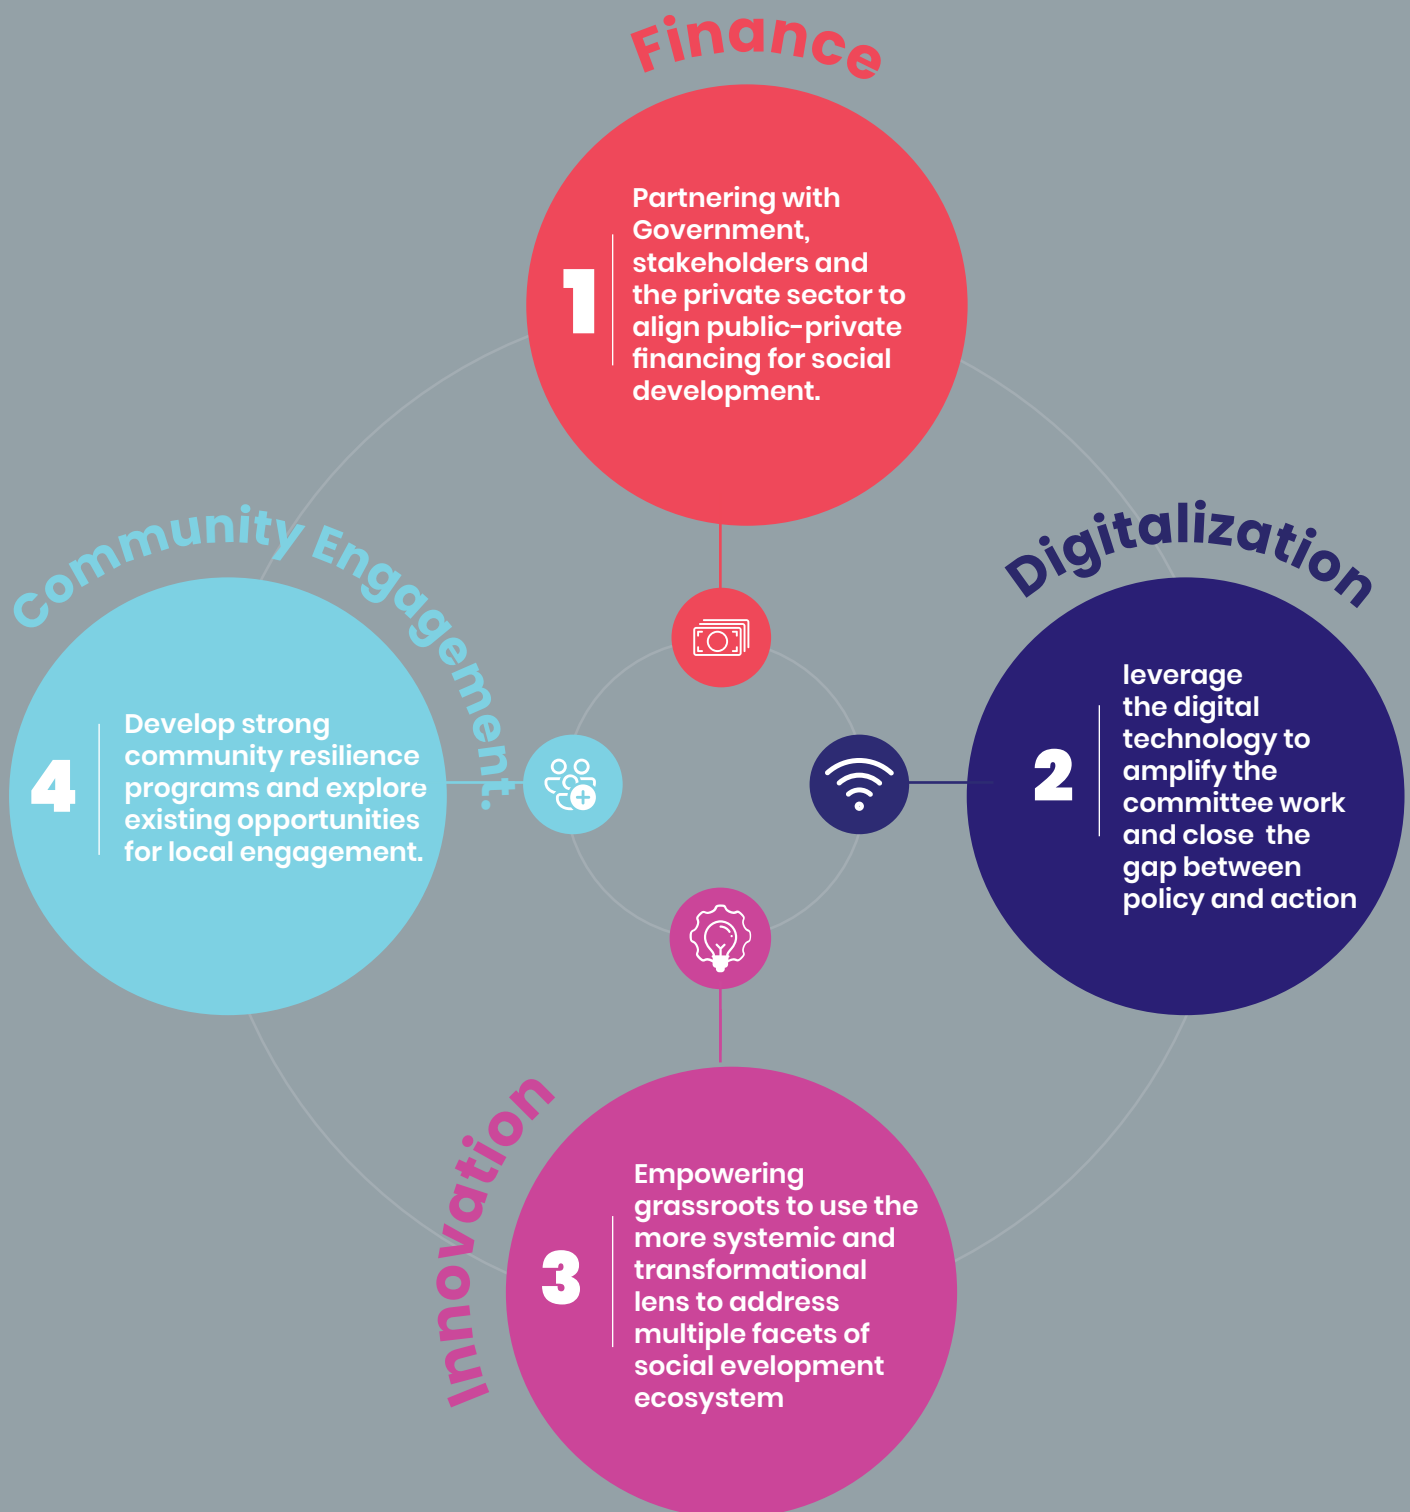 Finance
1
Partnering with
Government,
stakeholders and
the private sector to
align public-private
financing for social
development.
Digitalization
2
leverage
the digital
technology to
amplify the
committee work
and close the
gap between
policy and action
Innovation
3
Empowering
grassroots to use the
more systemic and
transformational
lens to address
multiple facets of
social evelopment
ecosystem
Community Engagement.
4
Develop strong
community resilience
programs and explore
existing opportunities
for local engagement.